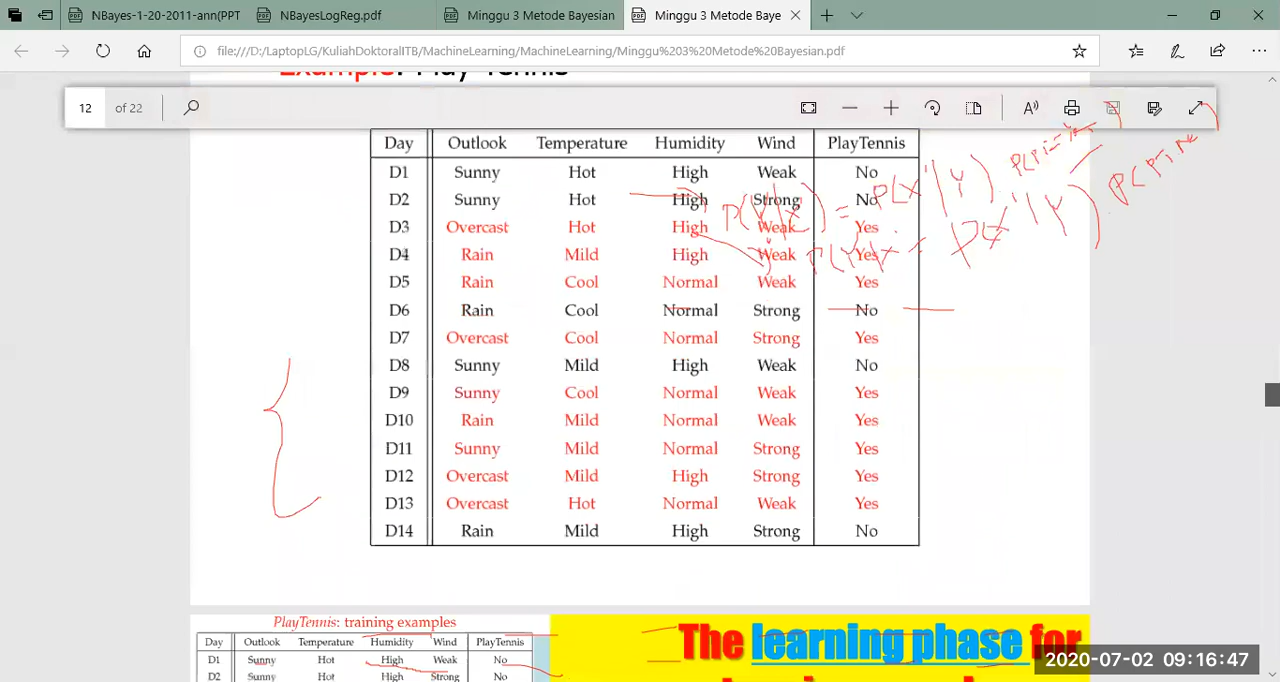 NBayes-1-20-2011-ann(PPT
NBayesLogReg.pdf
Minggu 3 Metode Bayesian
Minggu 3 Metode Baye
file:///D:/LaptopLG/KuliahDoktoralITB/MachineLearning/MachineLearning/Minggu%203%20Metode%20Bayesian.pdf
Example: Play Tennis
12 of 22
Day Outlook Temperature Humidity Wind PlayTennis
D1 Sunny Hot High Weak No
D2 Sunny Hot High Strong No
D3 Overcast Hot High Weak Yes
D4 Rain Mild High Weak Yes
D5 Rain Cool Normal Weak Yes
D6 Rain Cool Normal Strong No
D7 Overcast Cool Normal Strong Yes
D8 Sunny Mild High Weak No
D9 Sunny Cool Normal Weak Yes
D10 Rain Mild Normal Weak Yes
D11 Sunny Mild Normal Strong Yes
D12 Overcast Mild High Strong Yes
D13 Overcast Hot Normal Weak Yes
D14 Rain Mild High Strong No
P(Y|X') = P(X'|Y)
P(X'|Y)
PlayTennis: training examples
Day Outlook Temperature Humidity Wind PlayTennis
D1 Sunny Hot High Weak No
D2 Sunny Hot High Strong No
The learning phase for
2020-07-02 09:16:47